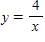 y = 4/x